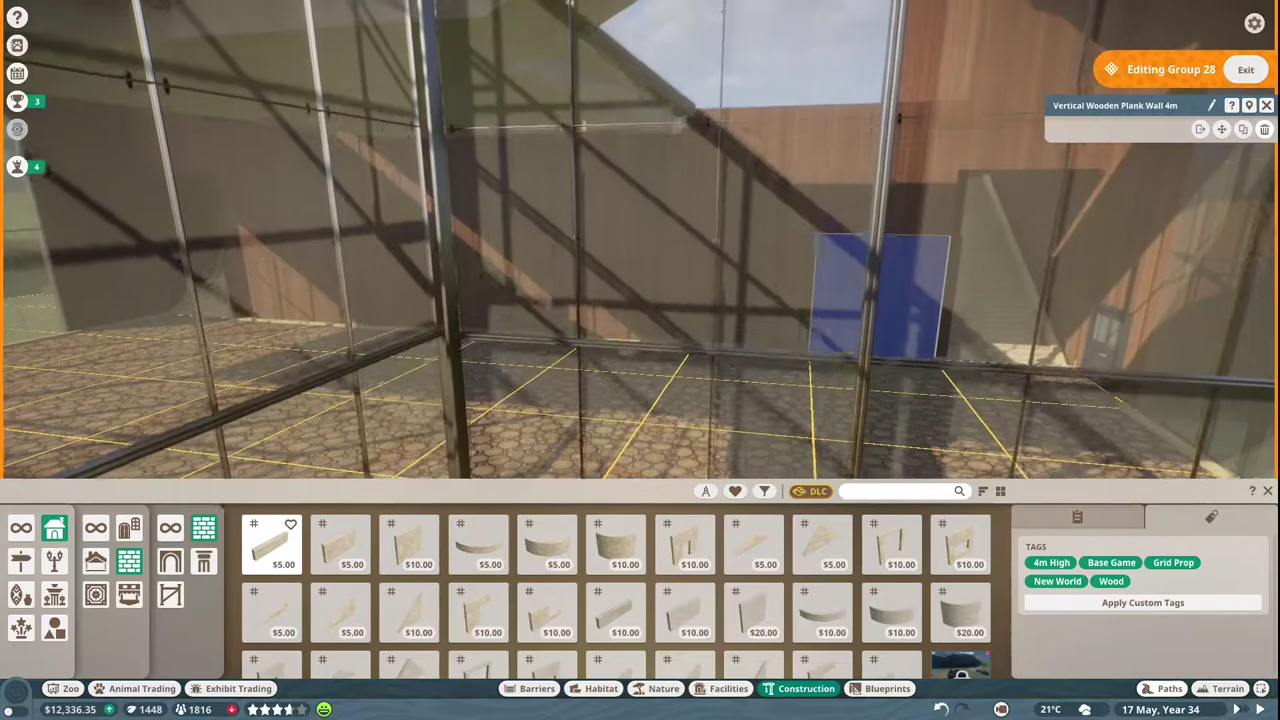 ?
Editing Group 28
Exit
Vertical Wooden Plank Wall 4m
?
3
4
DLC
?
$5.00
$5.00
$10.00
$5.00
$5.00
$10.00
$10.00
$5.00
$5.00
$10.00
$10.00
$5.00
$5.00
$10.00
$10.00
$10.00
$10.00
$10.00
$20.00
$10.00
$10.00
$20.00
TAGS
4m High
Base Game
Grid Prop
New World
Wood
Apply Custom Tags
Zoo
Animal Trading
Exhibit Trading
Barriers
Habitat
Nature
Facilities
Construction
Blueprints
Paths
Terrain
$12,336.35
1448
1816
21°C
17 May, Year 34